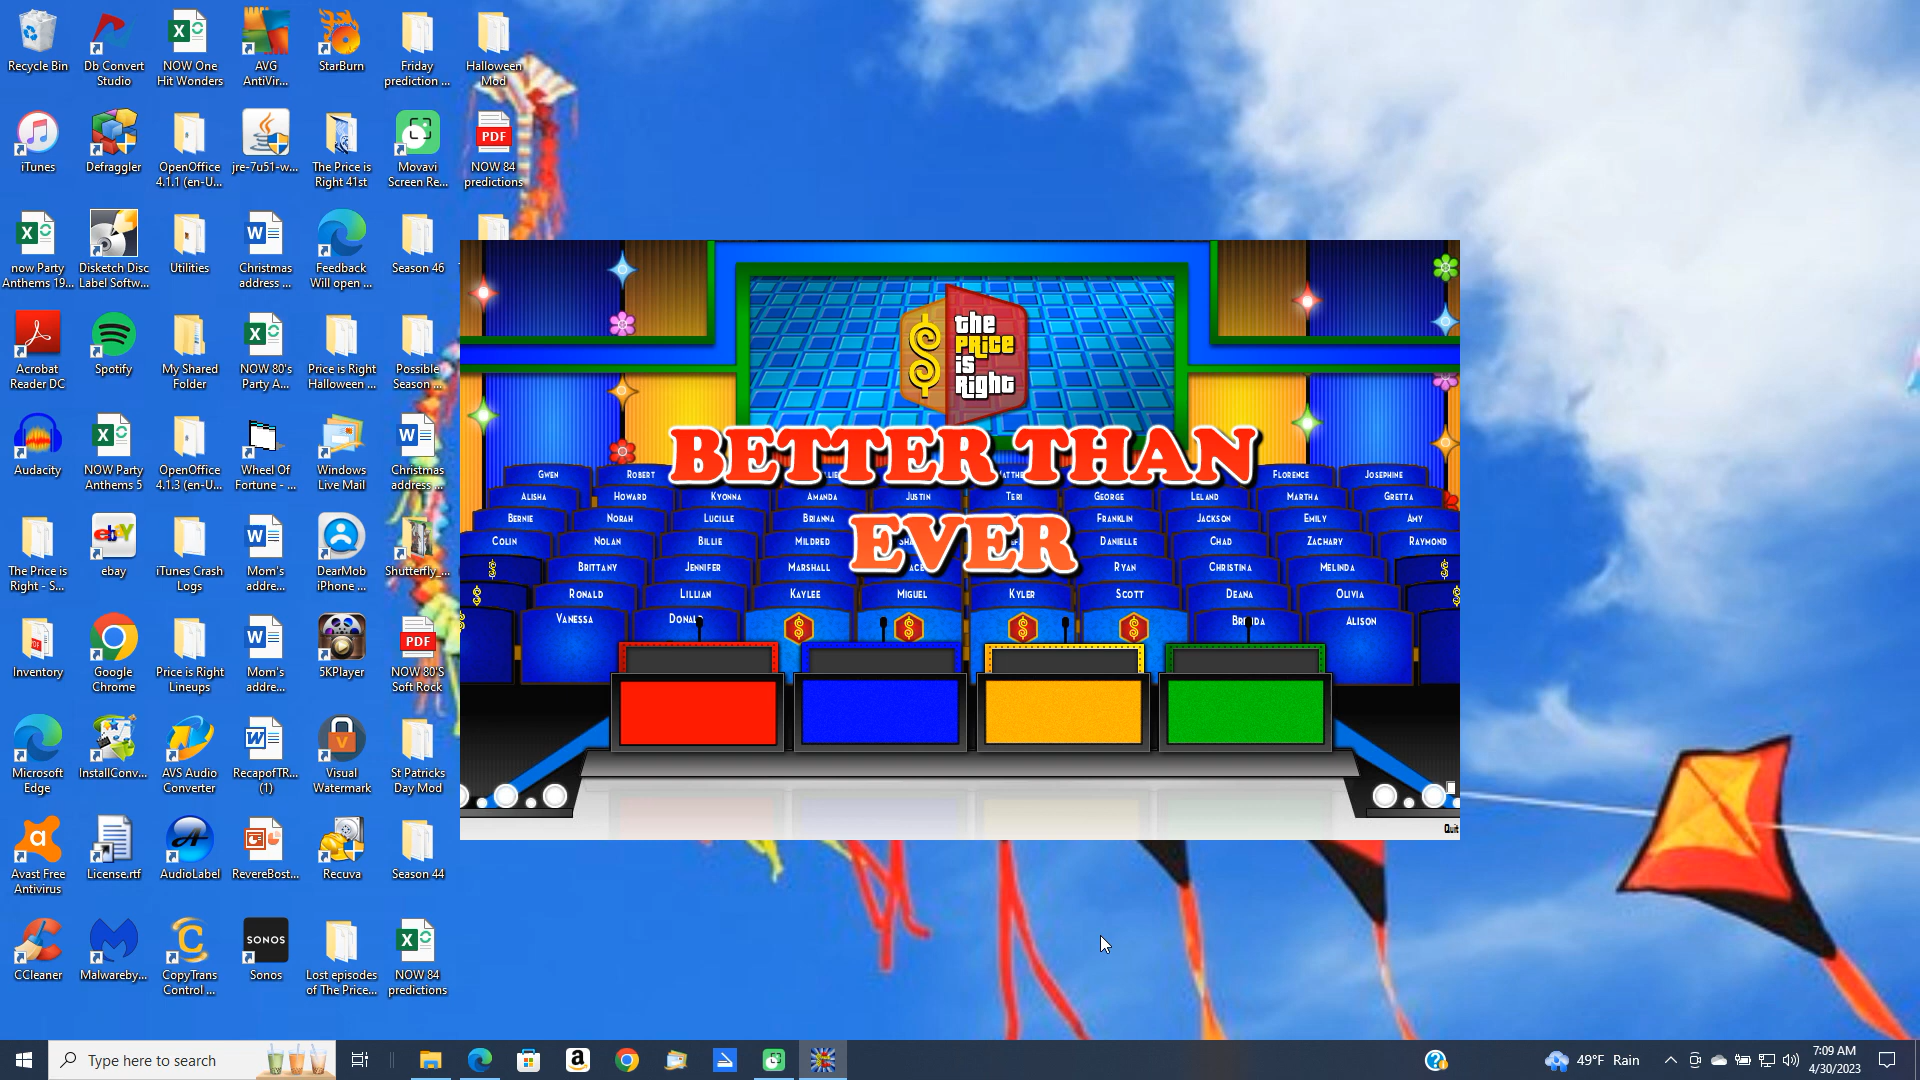 Recycle Bin
Db Convert
Studio
NOW One
Hit Wonders
AVG
AntiVir...
StarBurn
Friday
prediction ...
Halloween
Mod
iTunes
Defraggler
OpenOffice
4.1.1 (en-U...
jre-7u51-w...
The Price is
Right 41st
Movavi
Screen Re...
PDF
NOW 84
predictions
now Party
Anthems 19...
Disketch Disc
Label Softw...
Utilities
Christmas
address ...
Feedback
Will open ...
Season 46
Acrobat
Reader DC
Spotify
My Shared
Folder
NOW 80's
Party A...
Price is Right
Halloween ...
Possible
Season ...
Audacity
NOW Party
Anthems 5
OpenOffice
4.1.3 (en-U...
Wheel Of
Fortune - ...
Windows
Live Mail
Christmas
address ...
The Price is
Right - S...
ebay
ebay
iTunes Crash
Logs
Mom's
addre...
DearMob
iPhone ...
Shutterfly_...
Inventory
Google
Chrome
Price is Right
Lineups
Mom's
addre...
5KPlayer
PDF
NOW 80'S
Soft Rock
Microsoft
Edge
InstallConv...
AVS Audio
Converter
RecapofTR...
(1)
Visual
Watermark
St Patricks
Day Mod
Avast Free
Antivirus
License.rtf
AudioLabel
RevereBost...
Recuva
Season 44
CCleaner
Malwareby...
CopyTrans
Control ...
SONOS
Sonos
Lost episodes
of The Price...
NOW 84
predictions
the
PRice
is
Right
BETTER THAN
EVER
GWEN ROBERT FLORENCE JOSEPHINE
ALISHA HOWARD KYONNA AMANDA JUSTIN TERI GEORGE LELAND MARTHA GRETTA
BERNIE NORAH LUCILLE BRIANNA FRANKLIN JACKSON EMILY AMY
COLIN NOLAN BILLIE MILDRED DANIELLE CHAD ZACHARY RAYMOND
BRITTANY JENNIFER MARSHALL RYAN CHRISTINA MELINDA
RONALD LILLIAN KAYLEE MIGUEL KYLER SCOTT DEANA OLIVIA
VANESSA ALISON
Quit
Type here to search
49°F Rain
7:09 AM
4/30/2023